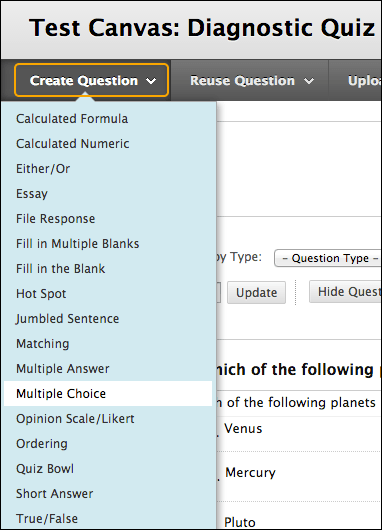 Test Canvas: Diagnostic Quiz
Create Question
Reuse Question
Uploa
Calculated Formula
Calculated Numeric
Either/Or
Essay
File Response
Fill in Multiple Blanks
Fill in the Blank
Hot Spot
Jumbled Sentence
Matching
Multiple Answer
Multiple Choice
Opinion Scale/Likert
Ordering
Quiz Bowl
Short Answer
True/False
by Type:
- Question Type -
Update
Hide Quest
ich of the following p
h of the following planets
. Venus
. Mercury
. Pluto